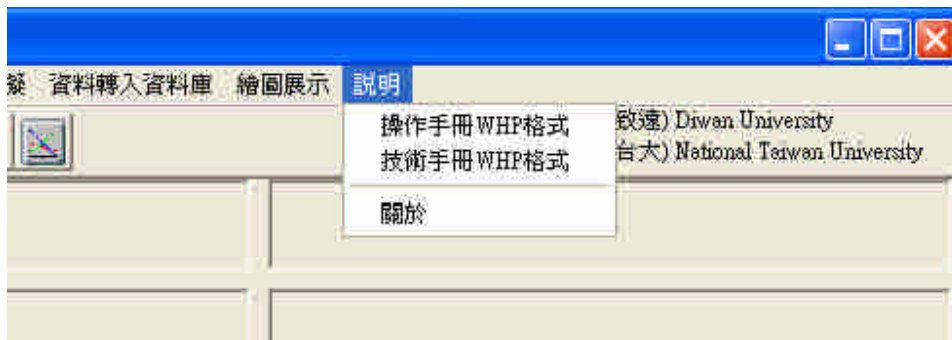 資料轉入資料庫 繪圖展示 說明
操作手冊WHP格式
技術手冊WHP格式
關於
致遠) Diwan University
台大) National Taiwan University